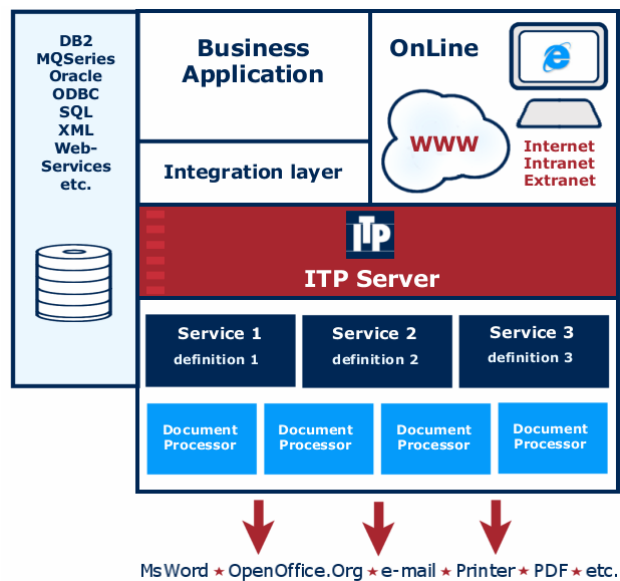 DB2
MQSeries
Oracle
ODBC
SQL
XML
Web-
Services
etc.
Business
Application
Integration layer
OnLine
WWW
e
Internet
Intranet
Extranet
ITP
ITP Server
Service 1
definition 1
Service 2
definition 2
Service 3
definition 3
Document
Processor
Document
Processor
Document
Processor
Document
Processor
MsWord ★ OpenOffice.Org ★ e-mail ★ Printer ★ PDF ★ etc.